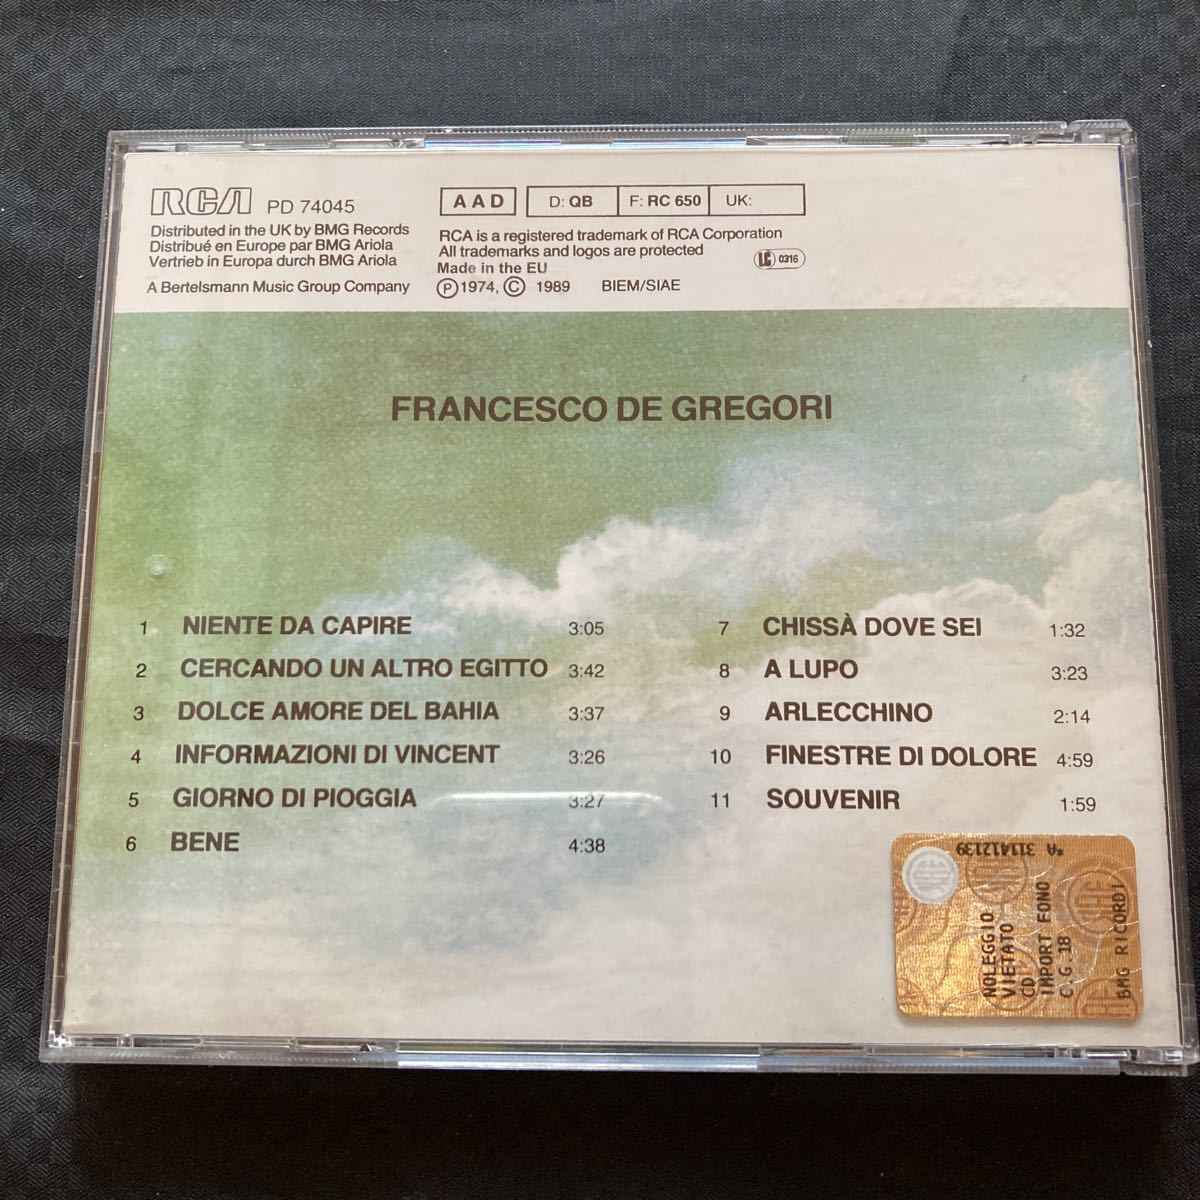 RCA PD 74045
Distributed in the UK by BMG Records
Distribué en Europe par BMG Ariola
Vertrieb in Europa durch BMG Ariola
A Bertelsmann Music Group Company
AAD D: QB F: RC 650 UK:
RCA is a registered trademark of RCA Corporation
All trademarks and logos are protected
Made in the EU
LC 0316
Ⓟ1974, Ⓒ 1989 BIEM/SIAE
FRANCESCO DE GREGORI
1 NIENTE DA CAPIRE 3:05
2 CERCANDO UN ALTRO EGITTO 3:42
3 DOLCE AMORE DEL BAHIA 3:37
4 INFORMAZIONI DI VINCENT 3:26
5 GIORNO DI PIOGGIA 3:27
6 BENE 4:38
7 CHISSÀ DOVE SEI 1:32
8 A LUPO 3:23
9 ARLECCHINO 2:14
10 FINESTRE DI DOLORE 4:59
11 SOUVENIR 1:59
*A 311412139
NOLEGGIO
VIETATO
CD
IMPORT FONO
C.G.18
BMG RICORDI